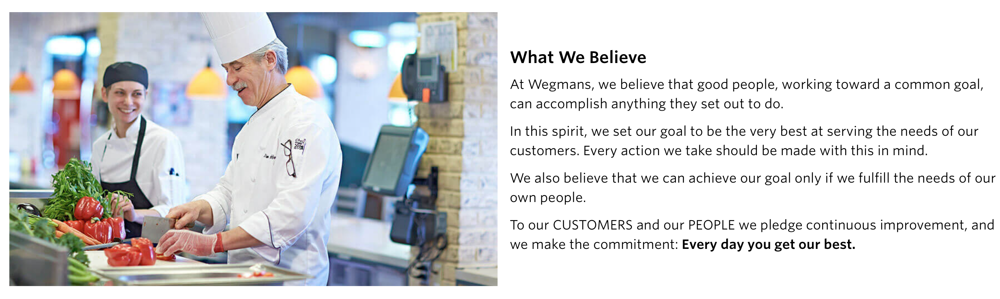 What We Believe
At Wegmans, we believe that good people, working toward a common goal,
can accomplish anything they set out to do.
In this spirit, we set our goal to be the very best at serving the needs of our
customers. Every action we take should be made with this in mind.
We also believe that we can achieve our goal only if we fulfill the needs of our
own people.
To our CUSTOMERS and our PEOPLE we pledge continuous improvement, and
we make the commitment: Every day you get our best.